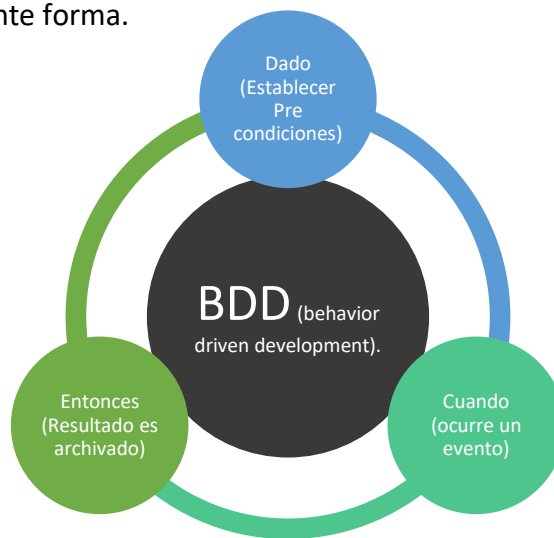 nte forma.
Dado
(Establecer
Pre
condiciones)
BDD (behavior
driven development).
Entonces
(Resultado es
archivado)
Cuando
(ocurre un
evento)